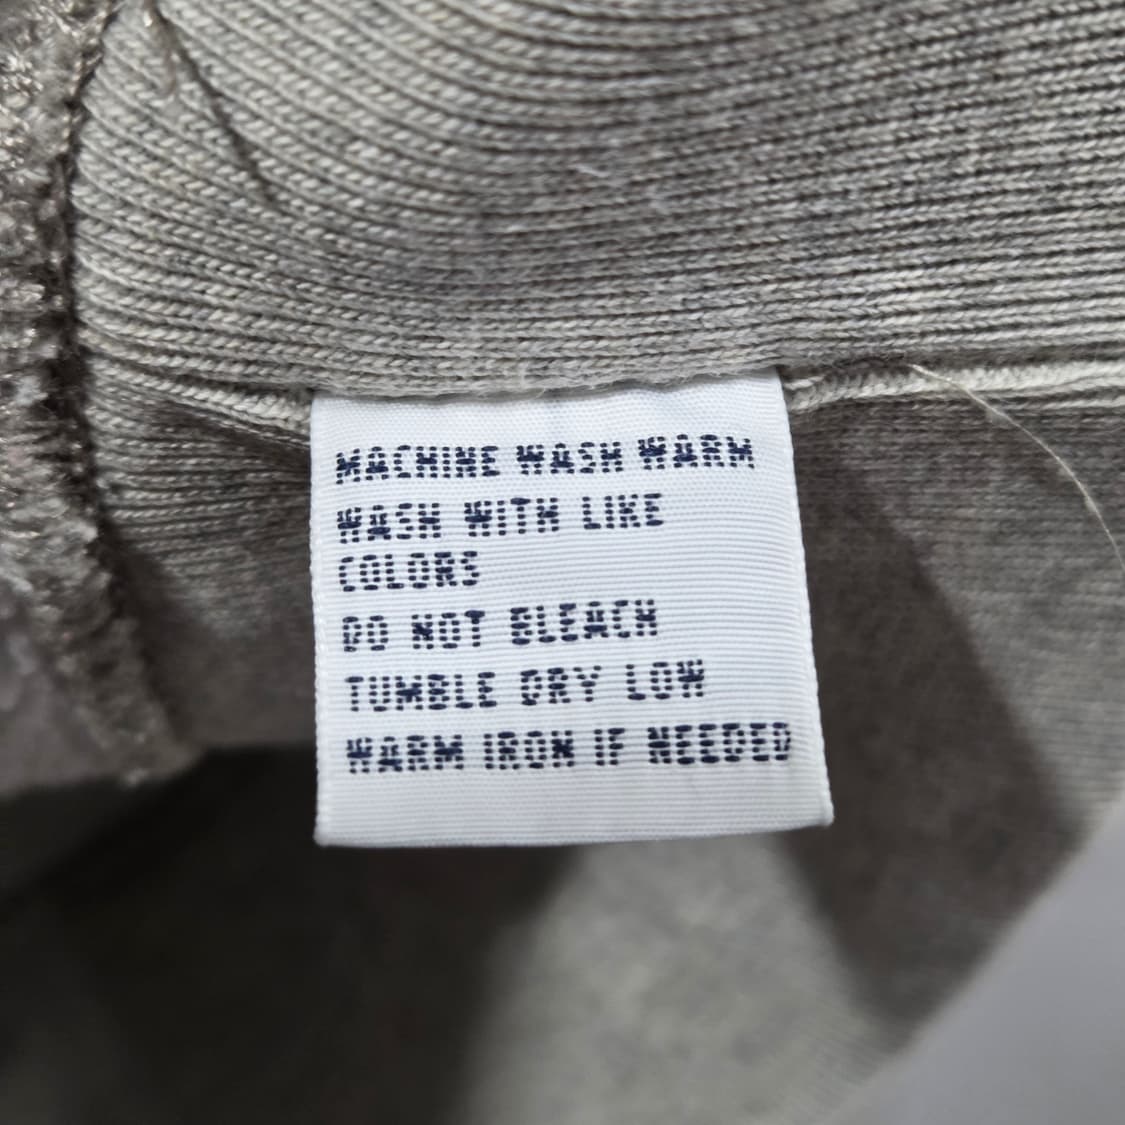 MACHINE WASH WARM
WASH WITH LIKE
COLORS
DO NOT BLEACH
TUMBLE DRY LOW
WARM IRON IF NEEDED